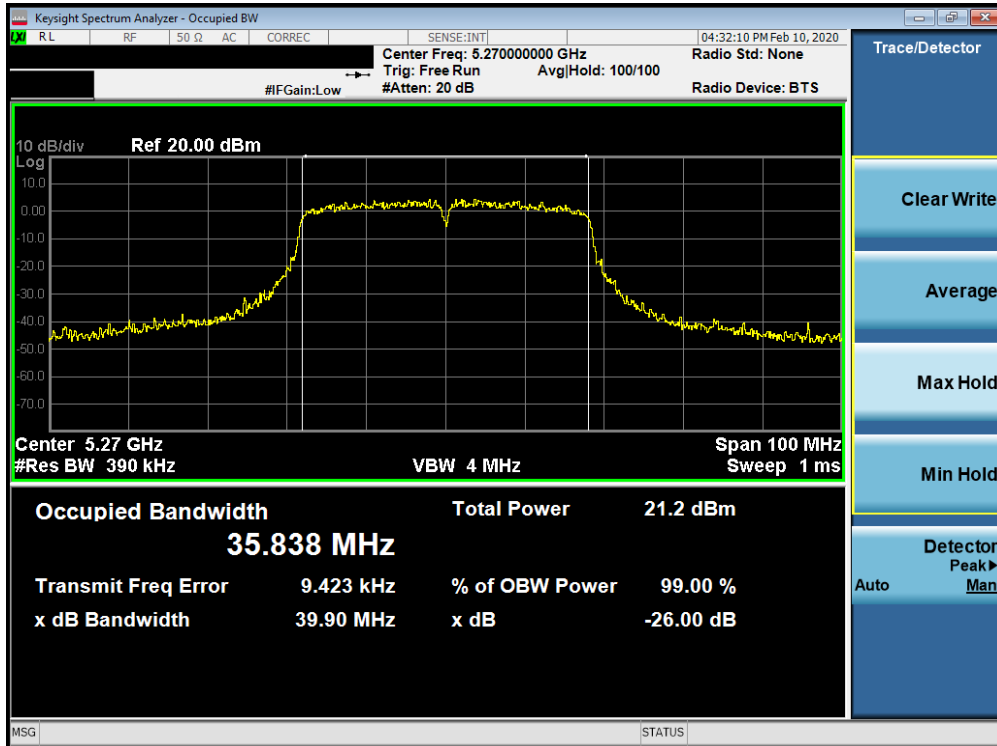 Keysight Spectrum Analyzer - Occupied BW
LXI RL RF 50 Ω AC CORREC SENSE:INT 04:32:10 PM Feb 10, 2020
Center Freq: 5.270000000 GHz Radio Std: None
Trig: Free Run Avg|Hold: 100/100
#IFGain:Low #Atten: 20 dB Radio Device: BTS
10 dB/div Ref 20.00 dBm
Log
10.0
0.00
-10.0
-20.0
-30.0
-40.0
-50.0
-60.0
-70.0
Center 5.27 GHz Span 100 MHz
#Res BW 390 kHz VBW 4 MHz Sweep 1 ms
Occupied Bandwidth Total Power 21.2 dBm
35.838 MHz
Transmit Freq Error 9.423 kHz % of OBW Power 99.00 %
x dB Bandwidth 39.90 MHz x dB -26.00 dB
MSG STATUS
Trace/Detector
Clear Write
Average
Max Hold
Min Hold
Detector
Peak▶
Auto Man